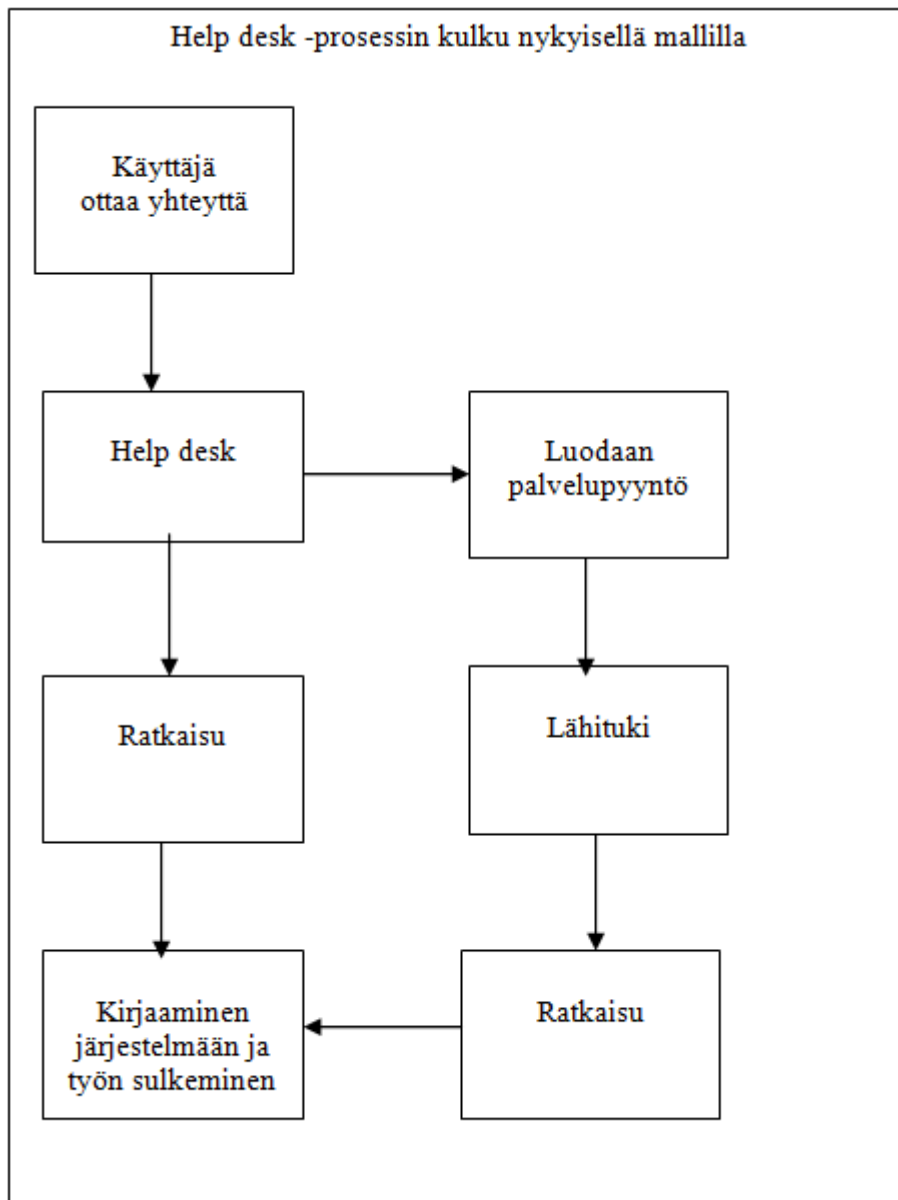 Help desk -prosessin kulku nykyisellä mallilla
Käyttäjä
ottaa yhteyttä
Help desk
Luodaan
palvelupyyntö
Ratkaisu
Lähituki
Kirjaaminen
järjestelmään ja
työn sulkeminen
Ratkaisu